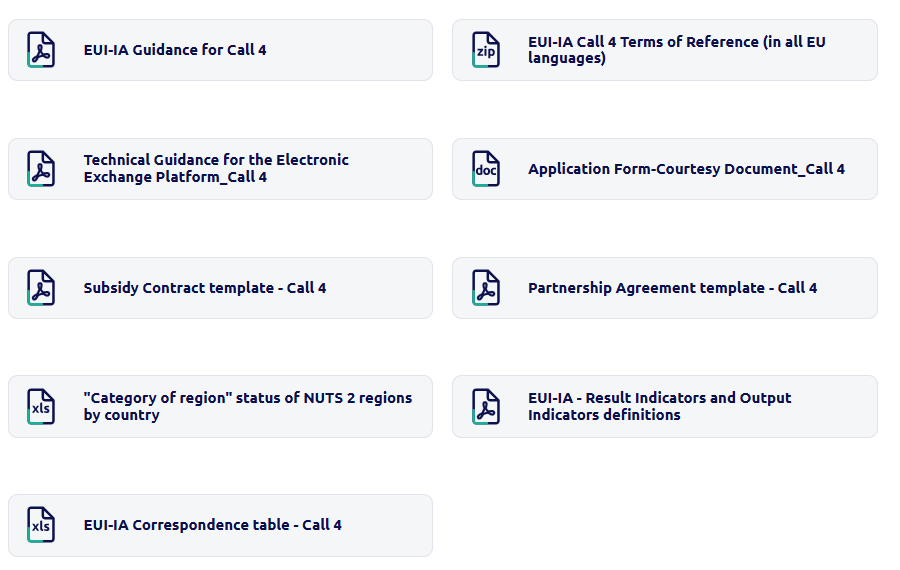 EUI-IA Guidance for Call 4
zip
EUI-IA Call 4 Terms of Reference (in all EU
languages)
Technical Guidance for the Electronic
Exchange Platform_Call 4
doc
Application Form-Courtesy Document_Call 4
Subsidy Contract template - Call 4
Partnership Agreement template - Call 4
xls
"Category of region" status of NUTS 2 regions
by country
EUI-IA - Result Indicators and Output
Indicators definitions
xls
EUI-IA Correspondence table - Call 4